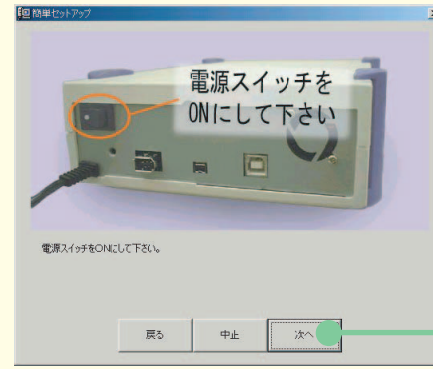 簡単セットアップ
電源スイッチを
ONにして下さい
電源スイッチをONにして下さい。
戻る
中止
次へ